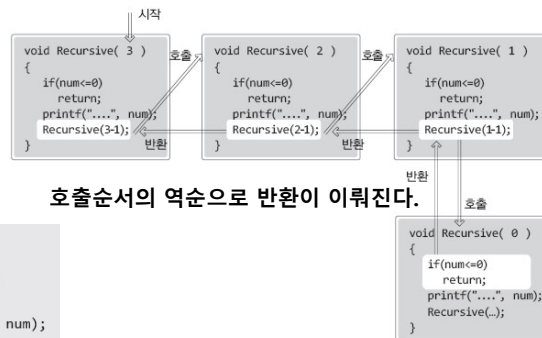 시작
void Recursive( 3 )
{
if(num<=0)
return;
printf("....", num);
Recursive(3-1);
}
호출
반환
void Recursive( 2 )
{
if(num<=0)
return;
printf("....", num);
Recursive(2-1);
}
호출
반환
void Recursive( 1 )
{
if(num<=0)
return;
printf("....", num);
Recursive(1-1);
}
호출순서의 역순으로 반환이 이뤄진다.
반환
호출
void Recursive( 0 )
{
if(num<=0)
return;
printf("....", num);
Recursive(…);
}
num);